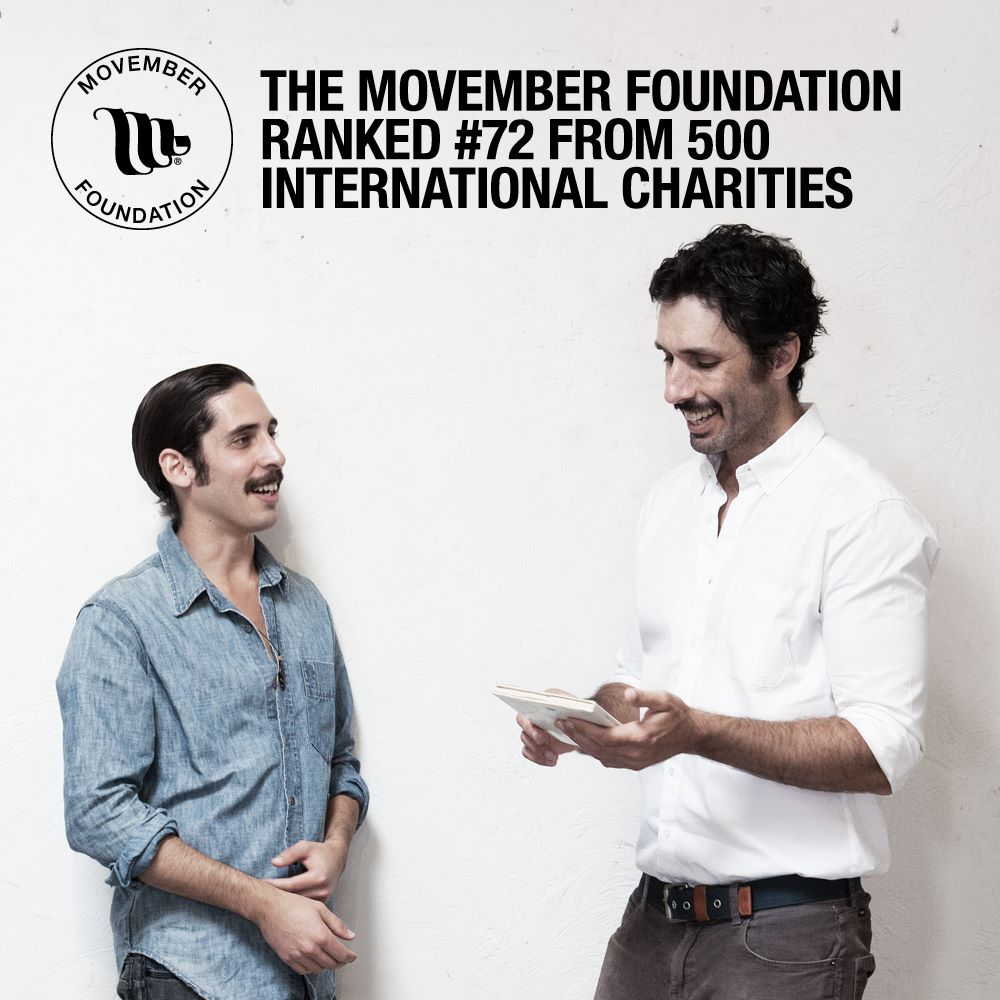 MOVEMBER
FOUNDATION
®
THE MOVEMBER FOUNDATION
RANKED #72 FROM 500
INTERNATIONAL CHARITIES